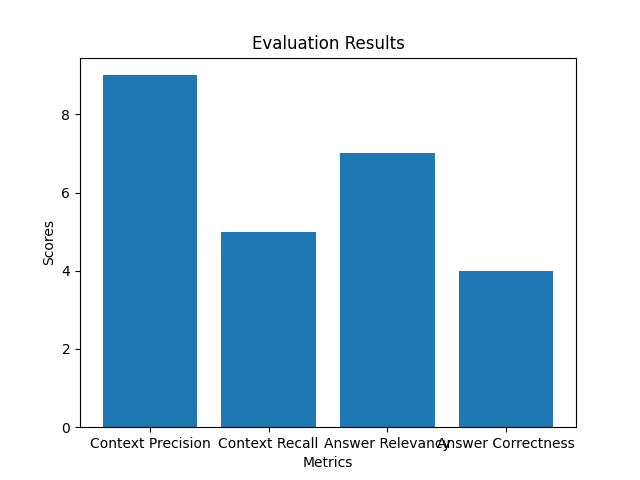 Evaluation Results
8
6
4
2
0
Scores
Context Precision Context Recall Answer Relevancy Answer Correctness
Metrics